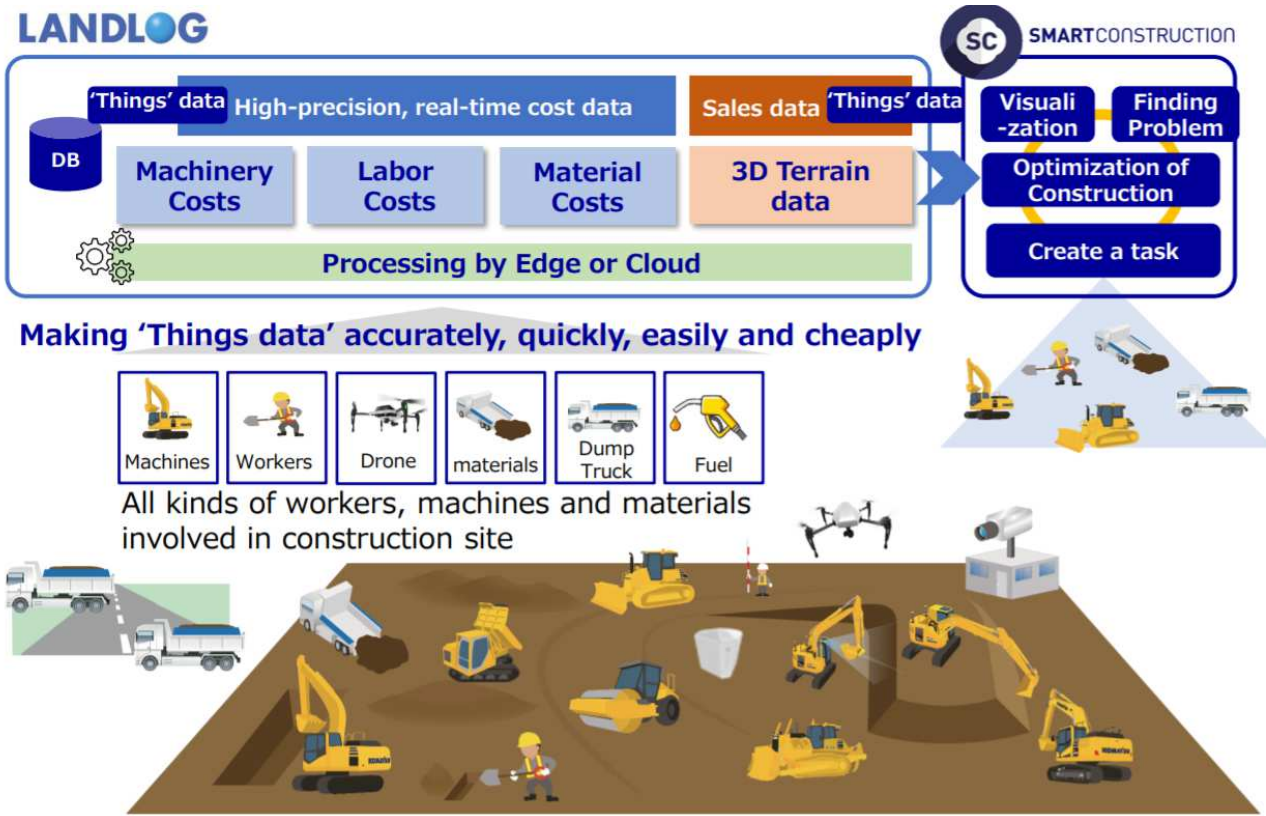 LANDLOG
SC SMARTCONSTRUCTION
'Things' data
High-precision, real-time cost data
Sales data
'Things' data
DB
Machinery
Costs
Labor
Costs
Material
Costs
3D Terrain
data
Processing by Edge or Cloud
Visuali
-zation
Finding
Problem
Optimization of
Construction
Create a task
Making 'Things data' accurately, quickly, easily and cheaply
Machines
Workers
Drone
materials
Dump
Truck
Fuel
All kinds of workers, machines and materials
involved in construction site
KOMATSU
KOMATSU